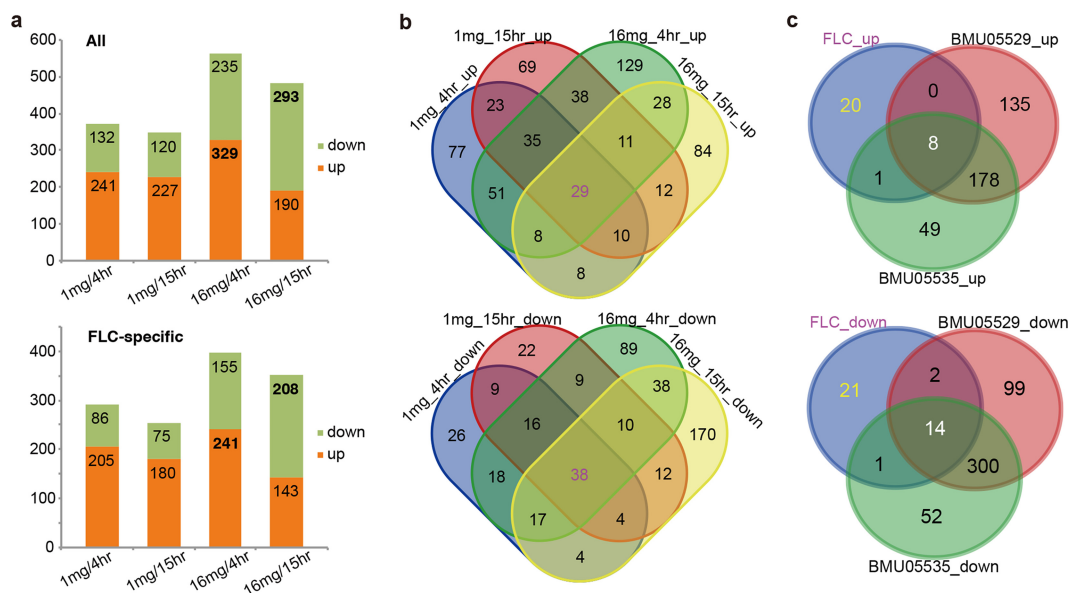 a
All
600
500
400
300
200
100
0
132
241
120
227
235
329
293
190
down
up
1mg/4hr
1mg/15hr
16mg/4hr
16mg/15hr
FLC-specific
400
300
200
100
0
86
205
75
180
155
241
208
143
down
up
1mg/4hr
1mg/15hr
16mg/4hr
16mg/15hr
b
1mg_15hr_up
16mg_4hr_up
1mg_4hr_up
16mg_15hr_up
69
129
23
38
28
77
35
11
84
51
29
12
8
10
8
1mg_15hr_down
16mg_4hr_down
1mg_4hr_down
16mg_15hr_down
22
89
9
9
38
26
16
10
170
18
38
12
17
4
4
c
FLC_up
BMU05529_up
20
0
135
8
1
178
49
BMU05535_up
FLC_down
BMU05529_down
21
2
99
14
1
300
52
BMU05535_down